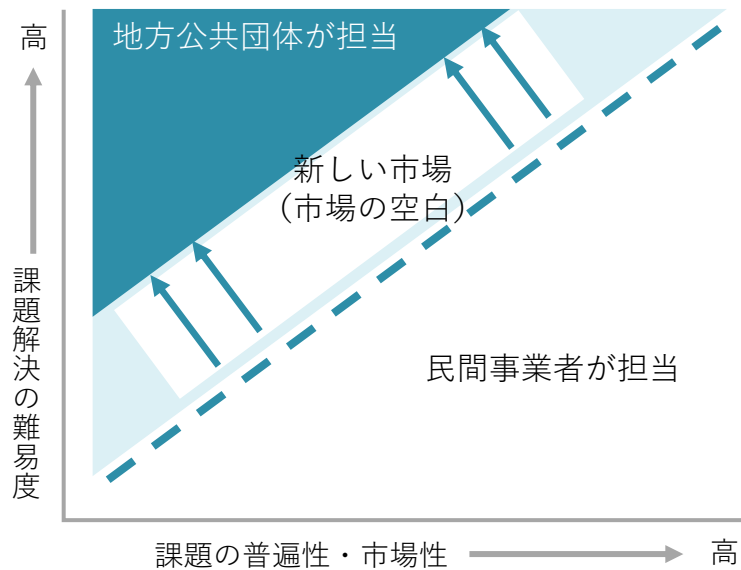 高
地方公共団体が担当
新しい市場
(市場の空白)
課題解決の難易度
民間事業者が担当
課題の普遍性・市場性
高